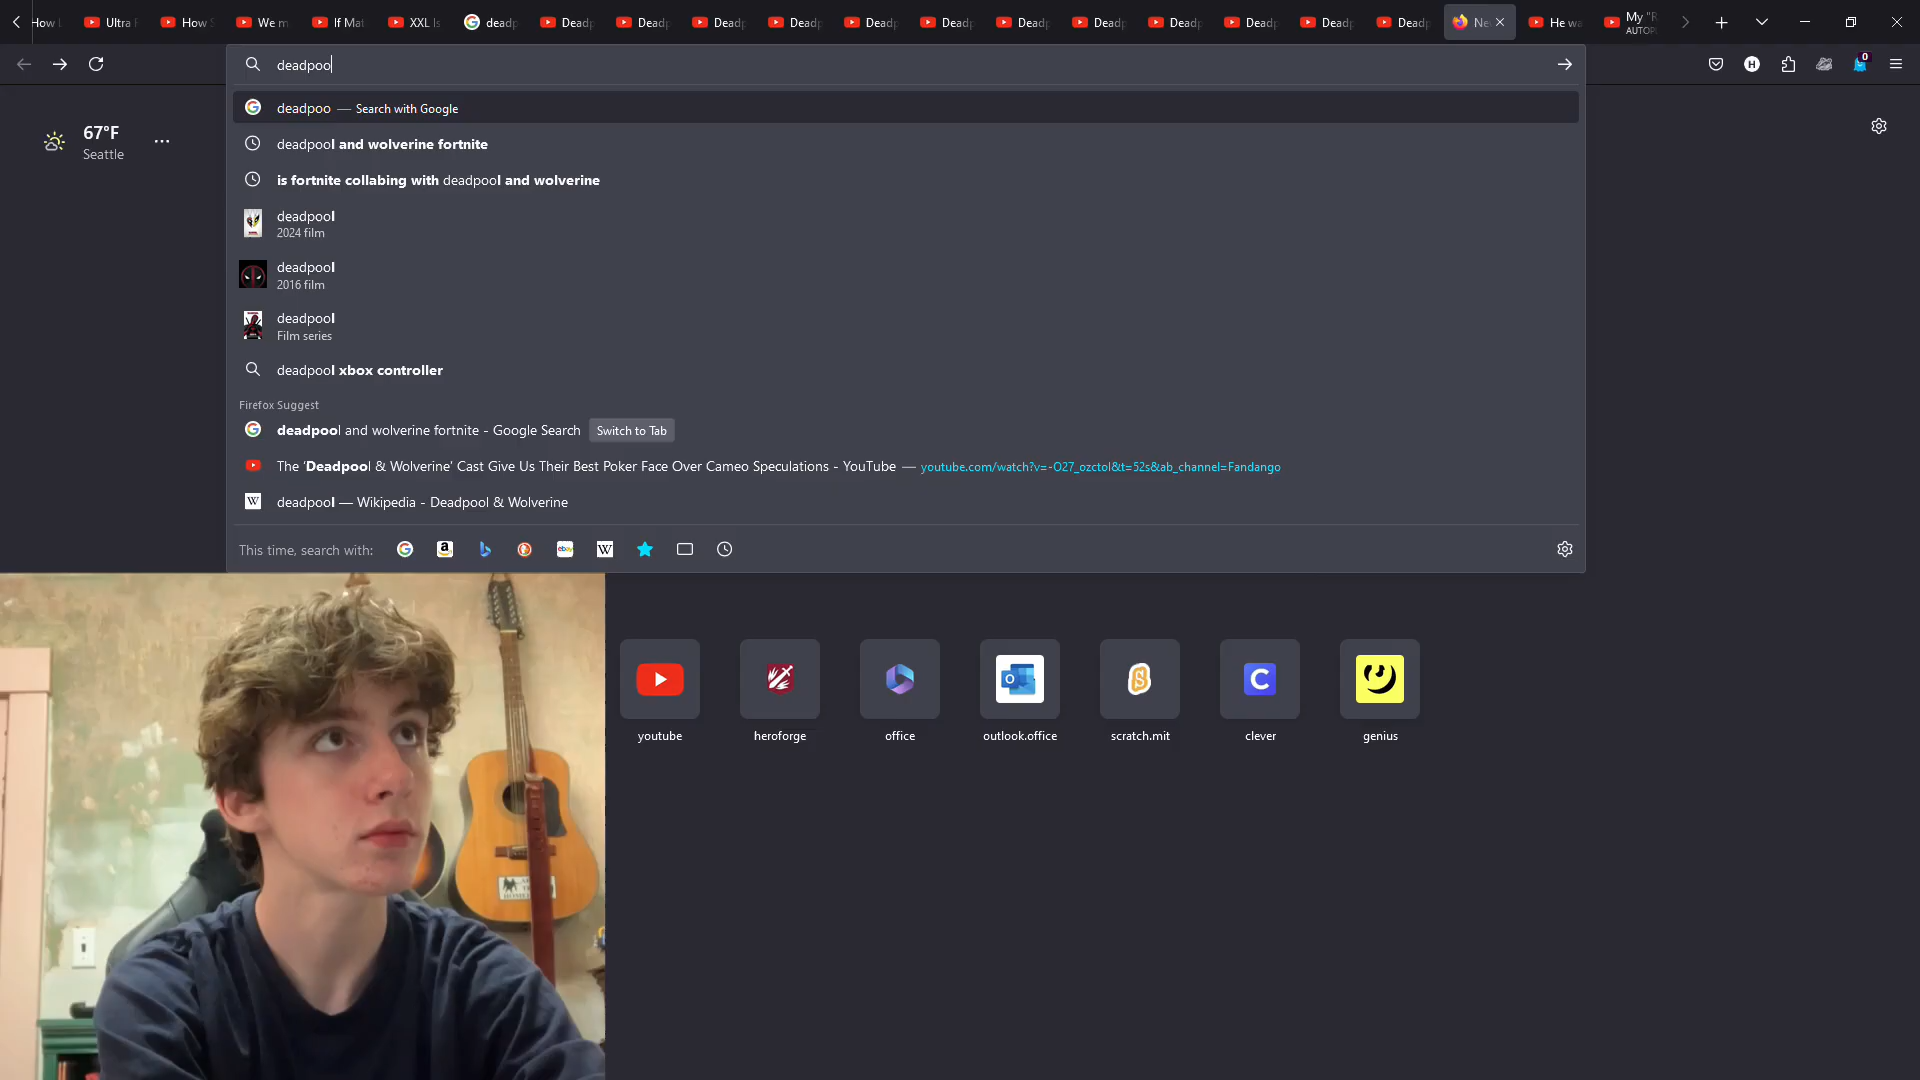 How
Ultra
How
We m
If Mat
XXL Is
deadp
Deadp
Deadp
Deadp
Deadp
Deadp
Deadp
Deadp
Deadp
Deadp
Deadp
Deadp
Deadp
Ne
He wa
My "R
AUTOPL
deadpoo
0
deadpoo — Search with Google
67°F
Seattle
deadpool and wolverine fortnite
is fortnite collabing with deadpool and wolverine
deadpool
2024 film
deadpool
2016 film
deadpool
Film series
deadpool xbox controller
Firefox Suggest
deadpool and wolverine fortnite - Google Search Switch to Tab
The ‘Deadpool & Wolverine’ Cast Give Us Their Best Poker Face Over Cameo Speculations - YouTube — youtube.com/watch?v=-O27_ozctoI&t=52s&ab_channel=Fandango
deadpool — Wikipedia - Deadpool & Wolverine
This time, search with:
youtube
heroforge
office
outlook.office
scratch.mit
clever
genius